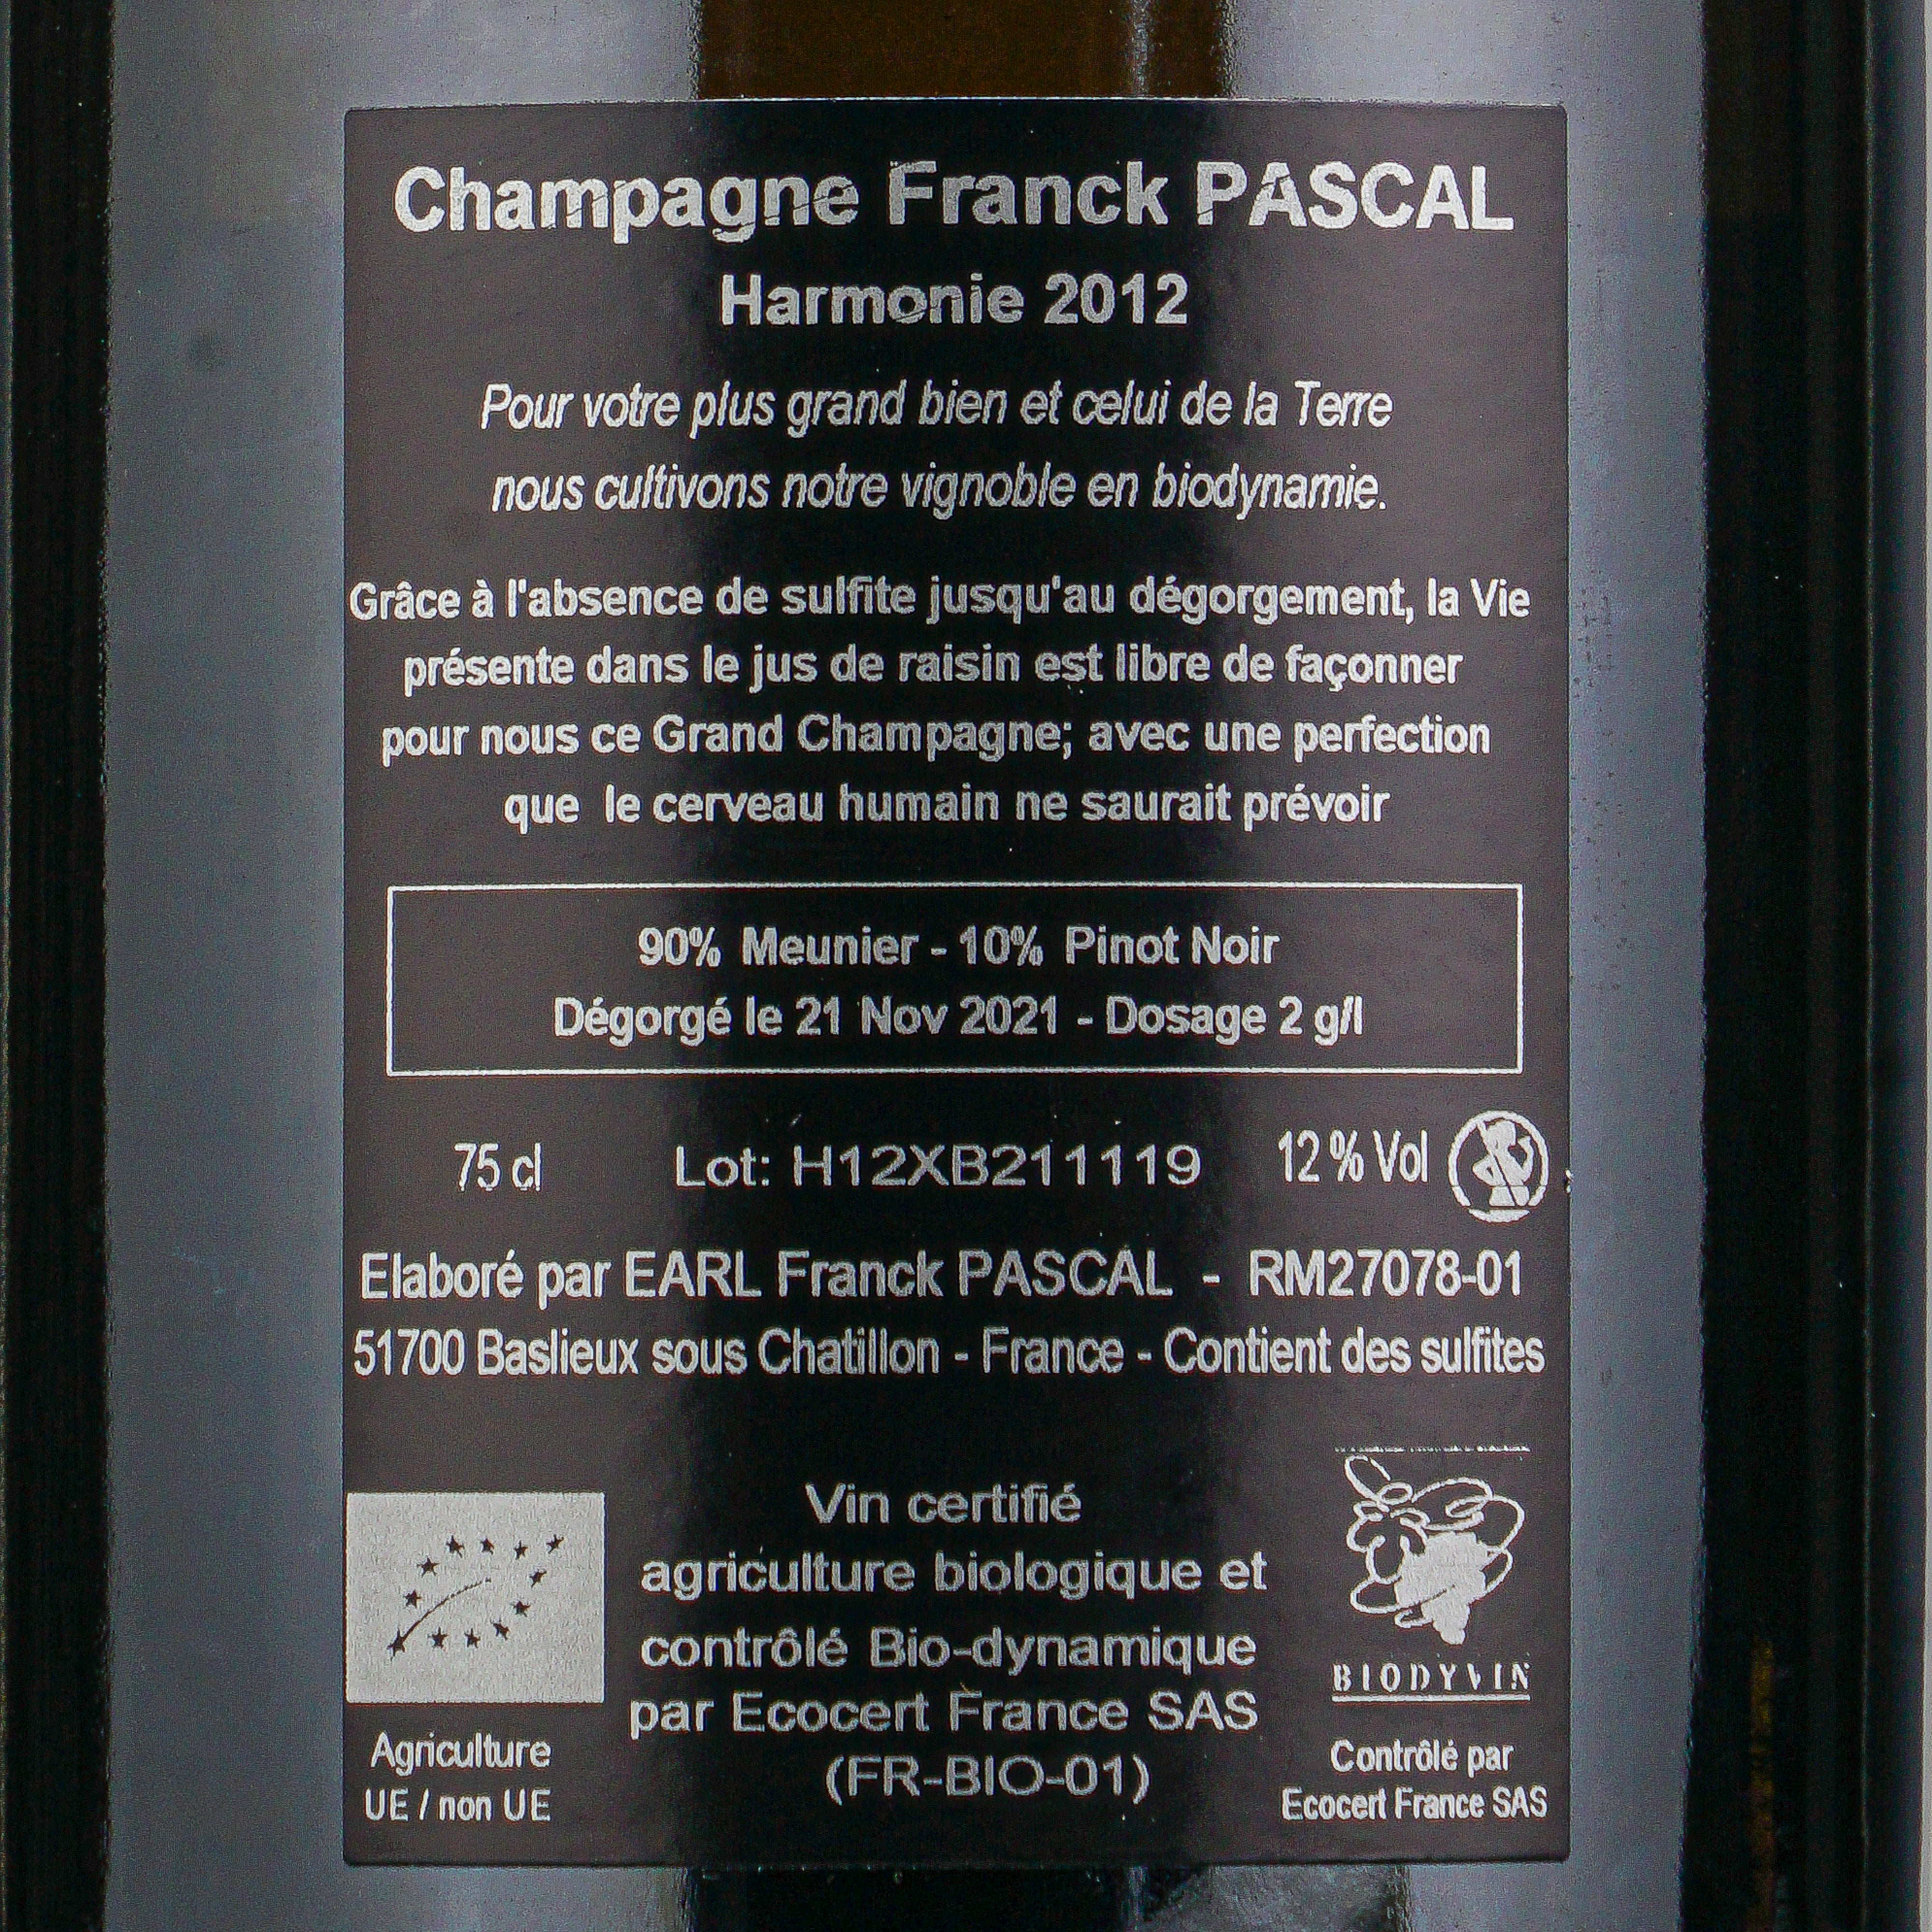 Champagne Franck PASCAL
Harmonie 2012
Pour votre plus grand bien et celui de la Terre
nous cultivons notre vignoble en biodynamie.
Grâce à l'absence de sulfite jusqu'au dégorgement, la Vie
présente dans le jus de raisin est libre de façonner
pour nous ce Grand Champagne; avec une perfection
que le cerveau humain ne saurait prévoir
90% Meunier - 10% Pinot Noir
Dégorgé le 21 Nov 2021 - Dosage 2 g/l
75 cl Lot: H12XB211119 12 % Vol
Elaboré par EARL Franck PASCAL - RM27078-01
51700 Baslieux sous Chatillon - France - Contient des sulfites
Vin certifié
agriculture biologique et
contrôlé Bio-dynamique
par Ecocert France SAS
(FR-BIO-01)
Agriculture
UE / non UE
BIODYVIN
Contrôlé par
Ecocert France SAS